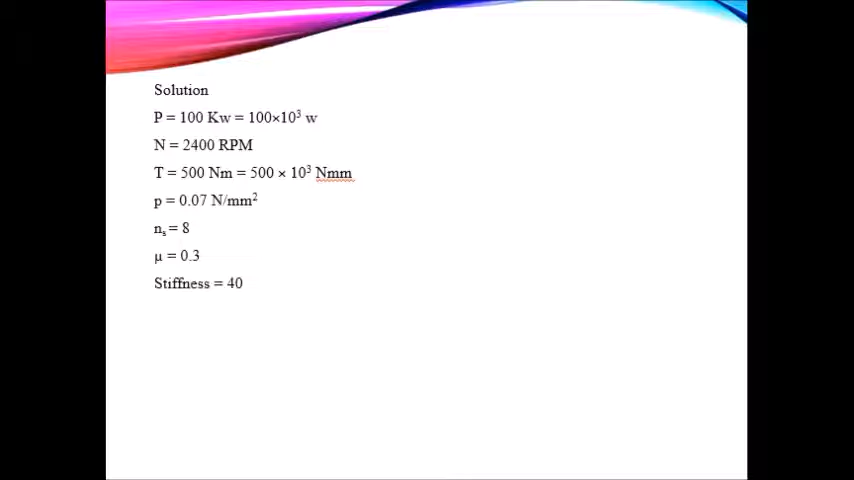 Solution
P = 100 Kw = 100×10³ w
N = 2400 RPM
T = 500 Nm = 500 × 10³ Nmm
p = 0.07 N/mm²
nₛ = 8
µ = 0.3
Stiffness = 40